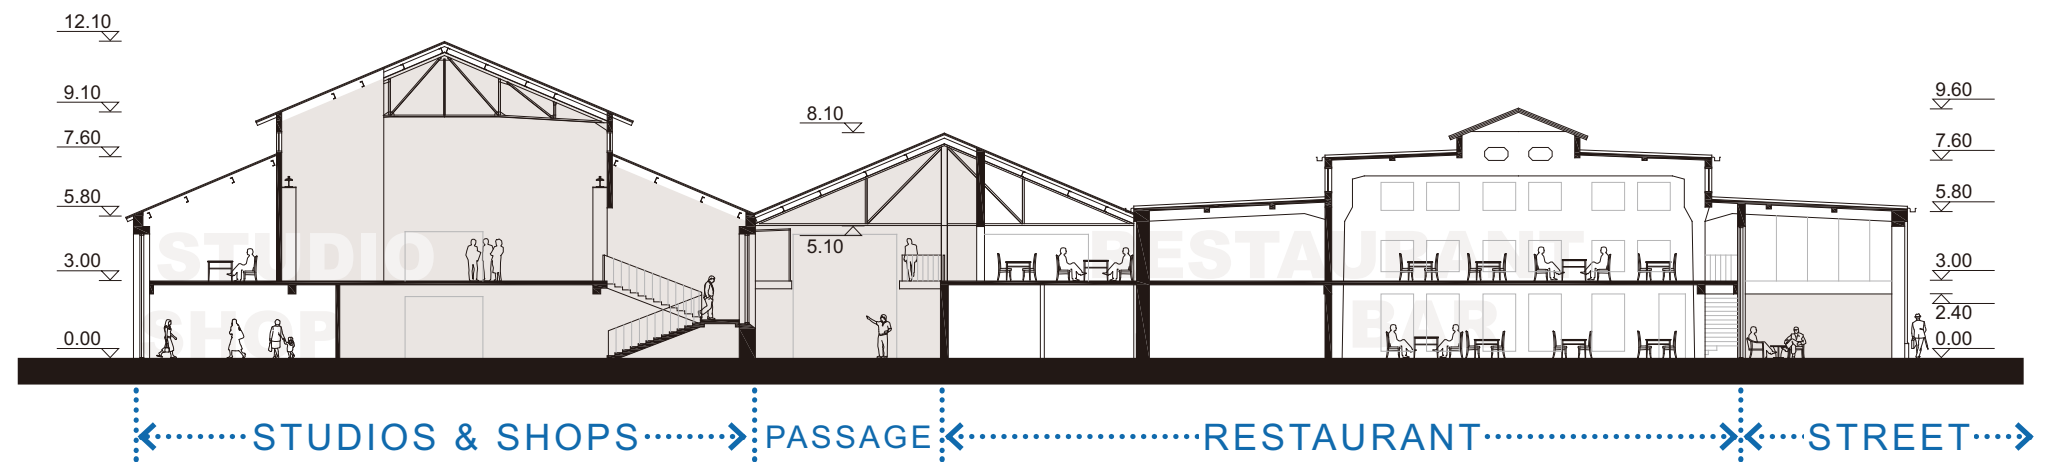 12.10
9.10
7.60
5.80
3.00
0.00
8.10
5.10
9.60
7.60
5.80
3.00
2.40
0.00
STUDIO
SHOP
RESTAURANT
BAR
STUDIOS & SHOPS
PASSAGE
RESTAURANT
STREET